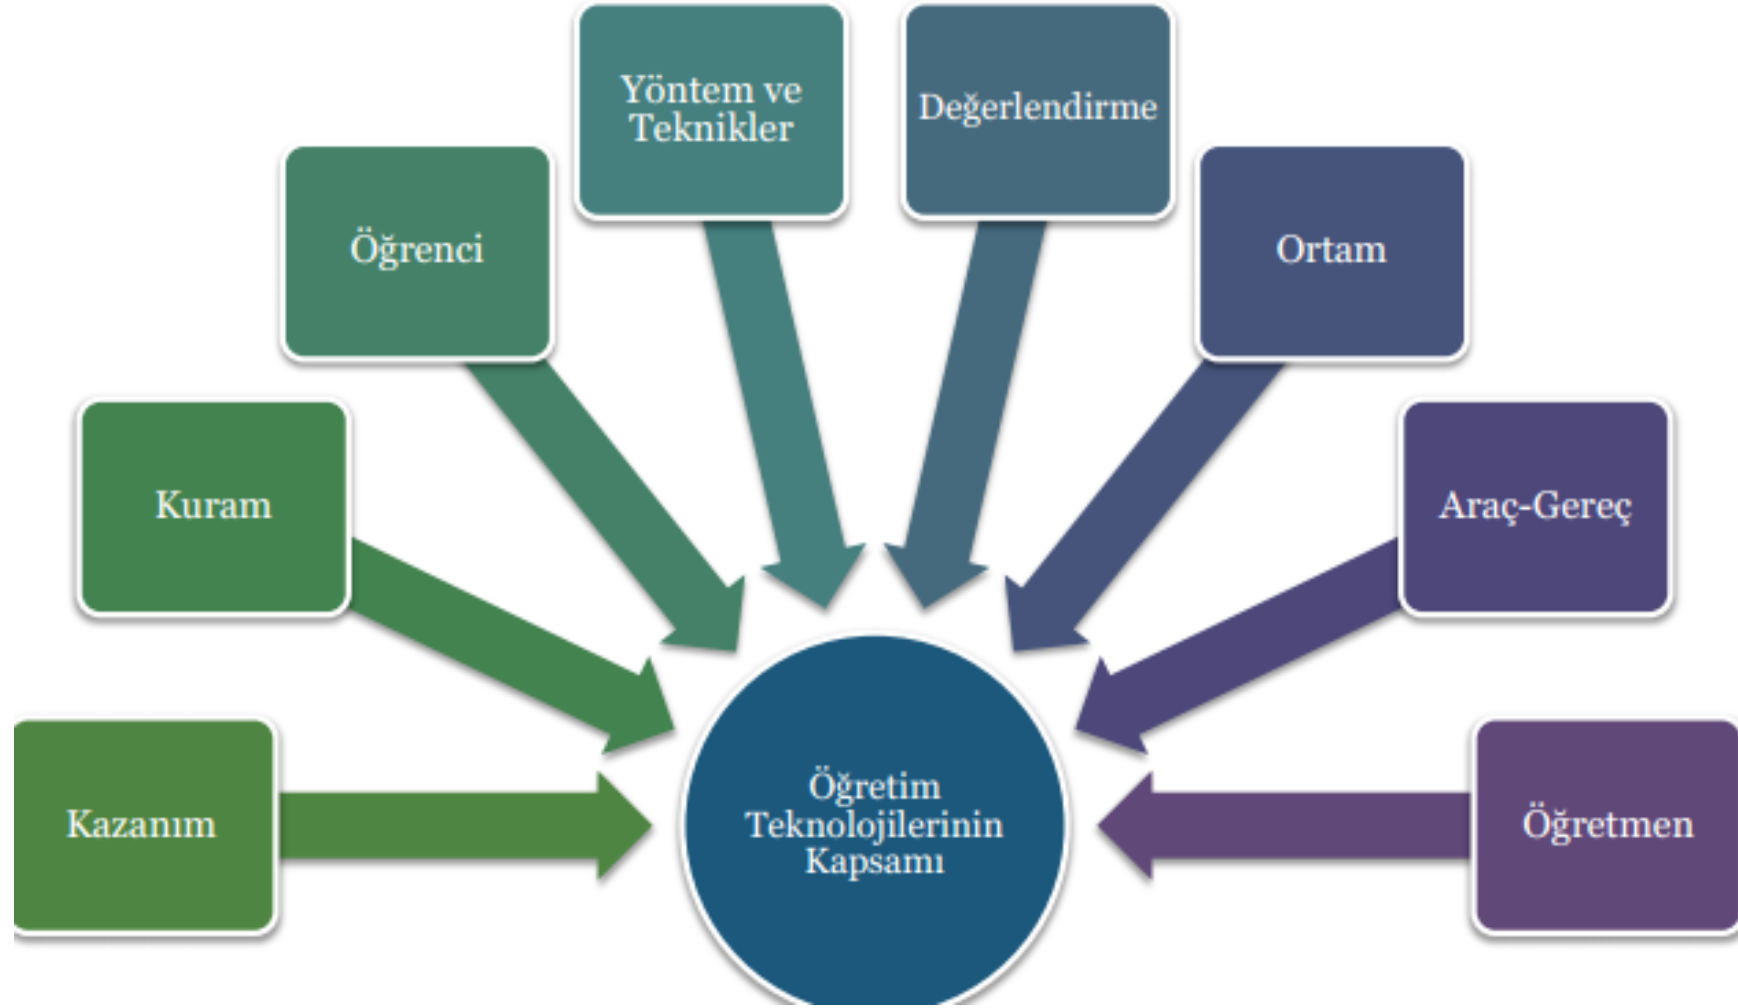 Yöntem ve
Teknikler
Değerlendirme
Öğrenci
Ortam
Kuram
Araç-Gereç
Kazanım
Öğretim
Teknolojilerinin
Kapsamı
Öğretmen